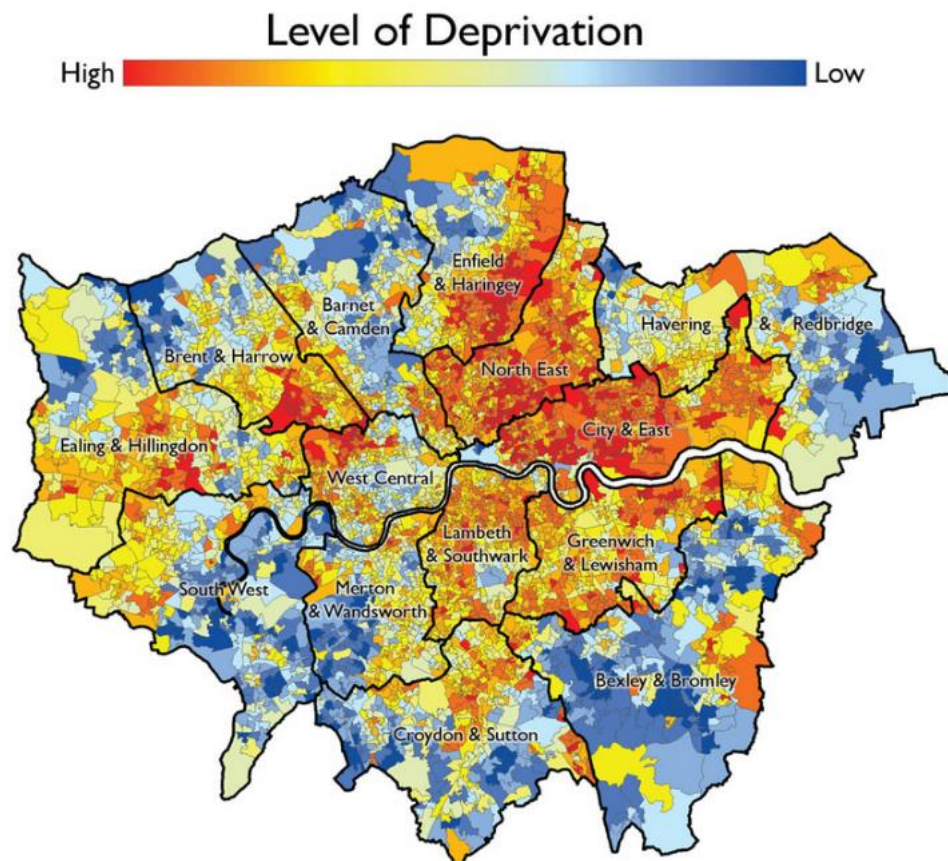 Level of Deprivation
High
Low
Enfield
& Haringey
Barnet
& Camden
Havering & Redbridge
Brent & Harrow
North East
City & East
Ealing & Hillingdon
West Central
Lambeth
& Southwark
Greenwich
& Lewisham
South West
Merton
& Wandsworth
Bexley & Bromley
Croydon & Sutton